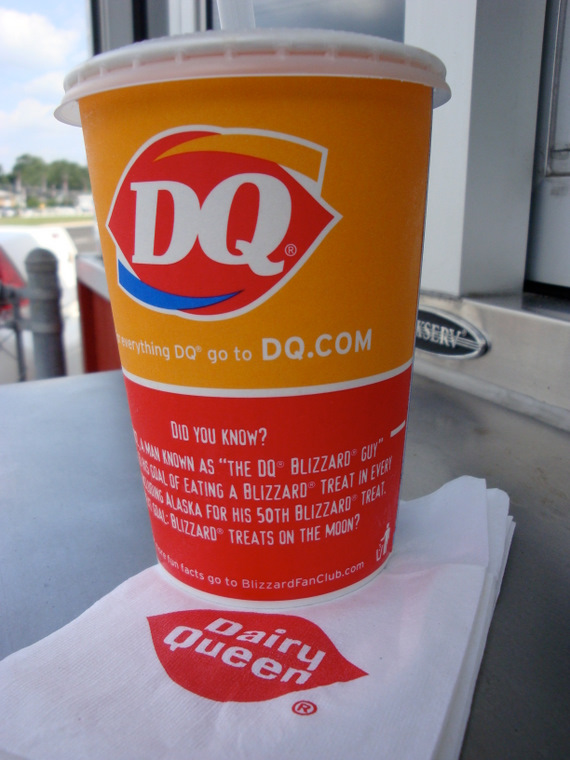 DQ®
everything DQ® go to DQ.COM
DID YOU KNOW?
A MAN KNOWN AS "THE DQ® BLIZZARD® GUY"
GOAL OF EATING A BLIZZARD® TREAT IN EVERY
ALASKA FOR HIS 50TH BLIZZARD® TREAT.
BLIZZARD® TREATS ON THE MOON?
fun facts go to BlizzardFanClub.com
Dairy
Queen
®